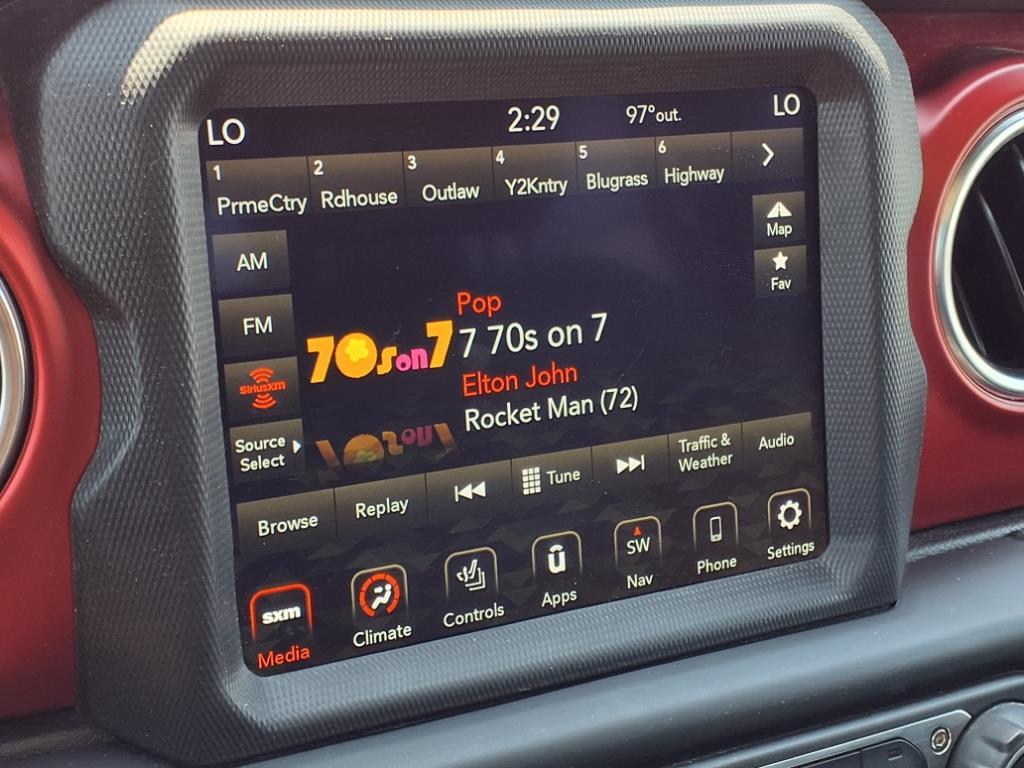 LO 2:29 97°out. LO
1 2 3 4 5 6
PrmeCtry Rdhouse Outlaw Y2Kntry Blugrass Highway
Map
AM
Fav
FM
Pop
70s on 7 7 70s on 7
siriusxm
Elton John
Rocket Man (72)
Source
Select
Browse Replay Tune Traffic &
Weather Audio
sxm SW
Media Climate Controls Apps Nav Phone Settings